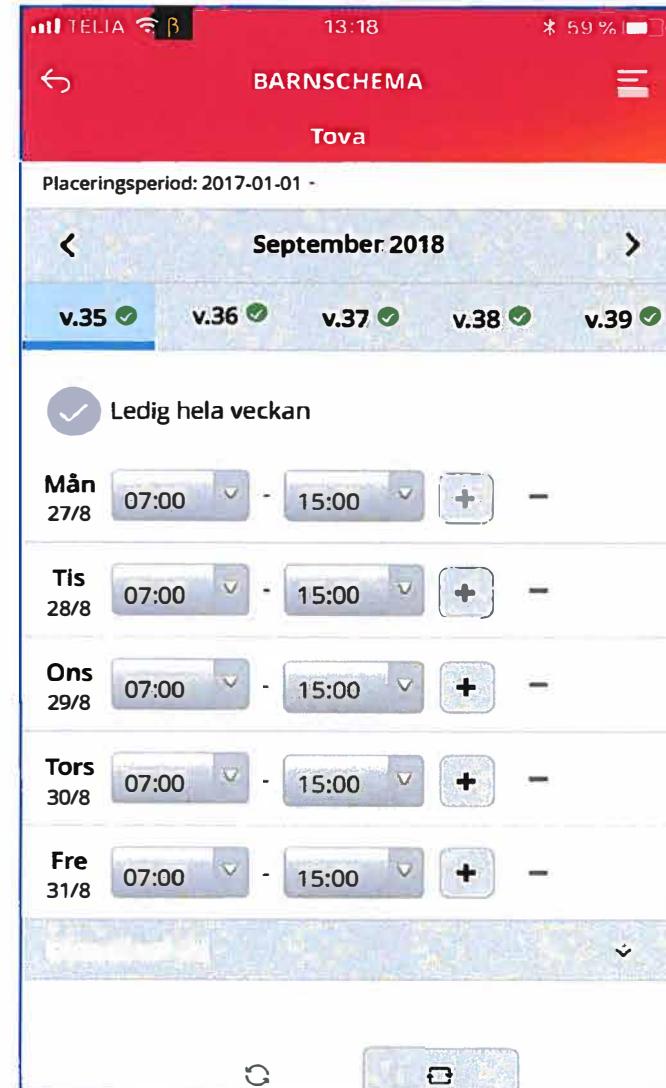 TELIA β 13:18 59 %
BARNSCHEMA
Tova
Placeringsperiod: 2017-01-01 -
September 2018
v.35 v.36 v.37 v.38 v.39
Ledig hela veckan
Mån 07:00 - 15:00 + -
27/8
Tis 07:00 - 15:00 + -
28/8
Ons 07:00 - 15:00 + -
29/8
Tors 07:00 - 15:00 + -
30/8
Fre 07:00 - 15:00 + -
31/8